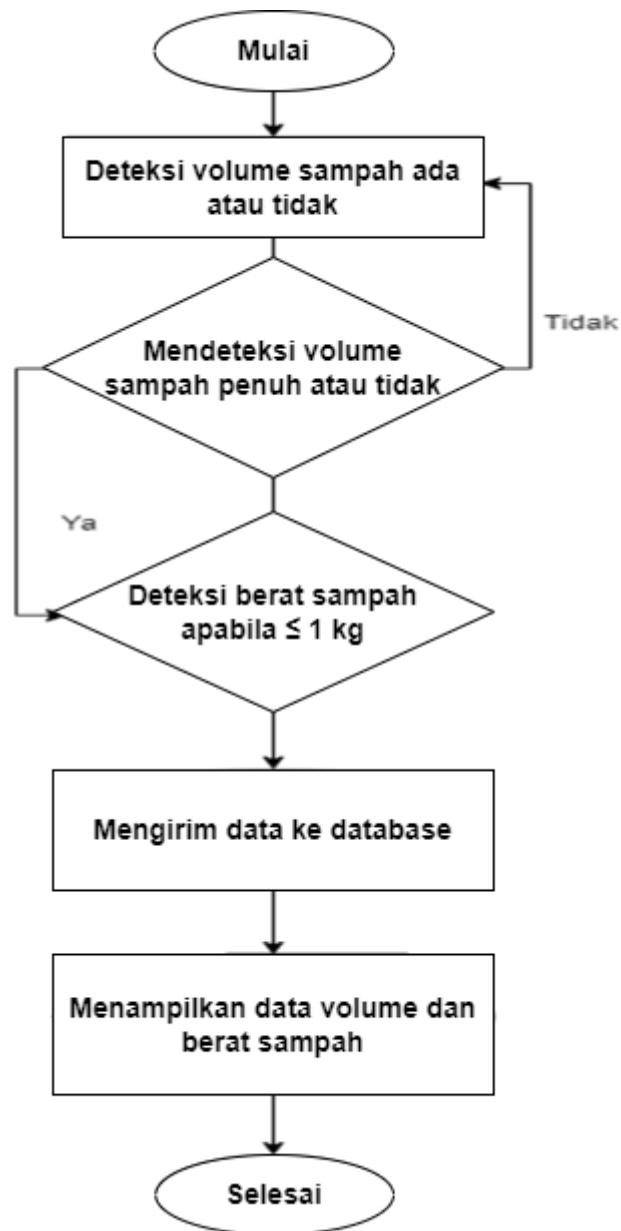 Mulai
Deteksi volume sampah ada
atau tidak
Tidak
Mendeteksi volume
sampah penuh atau tidak
Ya
Deteksi berat sampah
apabila ≤ 1 kg
Mengirim data ke database
Menampilkan data volume dan
berat sampah
Selesai